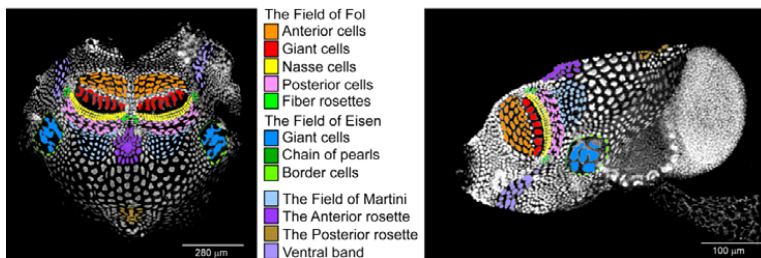 The Field of Fol
Anterior cells
Giant cells
Nasse cells
Posterior cells
Fiber rosettes
The Field of Eisen
Giant cells
Chain of pearls
Border cells
The Field of Martini
The Anterior rosette
The Posterior rosette
Ventral band
280 µm
100 µm